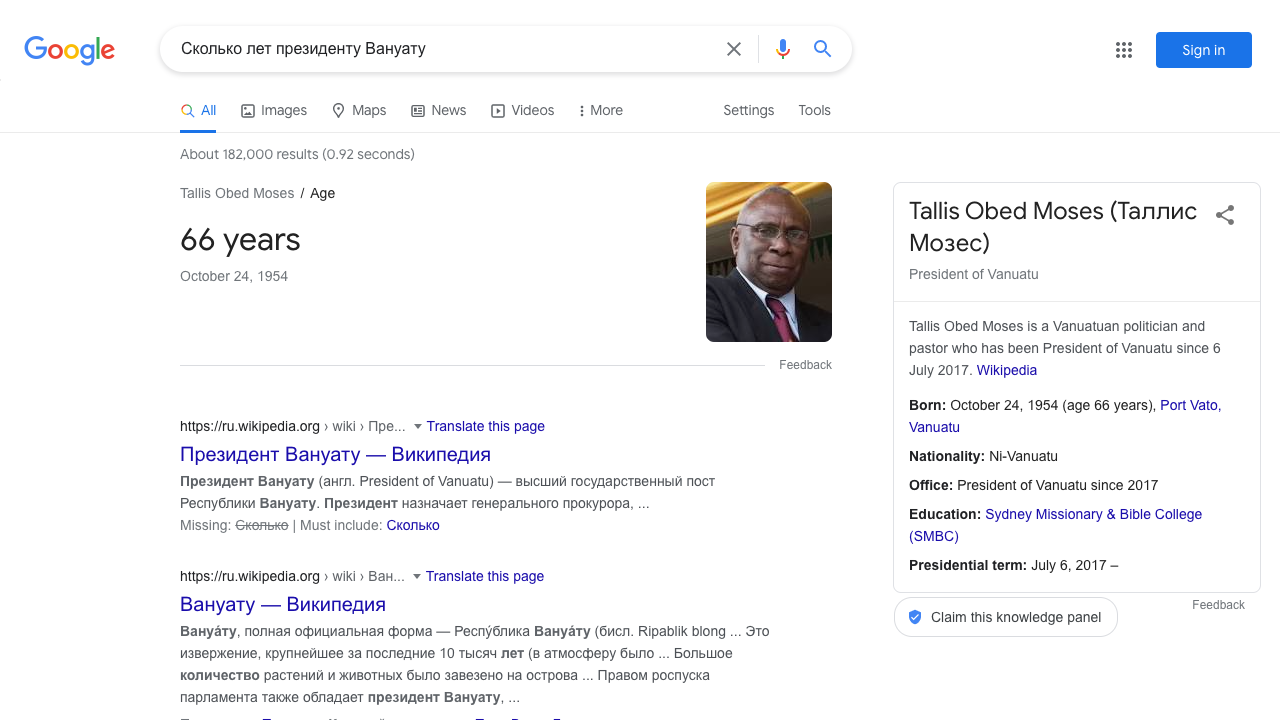 Google
Сколько лет президенту Вануату
Sign in
All
Images
Maps
News
Videos
More
Settings
Tools
About 182,000 results (0.92 seconds)
Tallis Obed Moses / Age
66 years
October 24, 1954
Feedback
https://ru.wikipedia.org › wiki › Пре... Translate this page
Президент Вануату — Википедия
Президент Вануату (англ. President of Vanuatu) — высший государственный пост
Республики Вануату. Президент назначает генерального прокурора, ...
Missing: Сколько | Must include: Сколько
https://ru.wikipedia.org › wiki › Ван... Translate this page
Вануату — Википедия
Вануа́ту, полная официальная форма — Респу́блика Вануа́ту (бисл. Ripablik blong ... Это
извержение, крупнейшее за последние 10 тысяч лет (в атмосферу было ... Большое
количество растений и животных было завезено на острова ... Правом роспуска
парламента также обладает президент Вануату, ...
Tallis Obed Moses (Таллис
Мозес)
President of Vanuatu
Tallis Obed Moses is a Vanuatuan politician and
pastor who has been President of Vanuatu since 6
July 2017. Wikipedia
Born: October 24, 1954 (age 66 years), Port Vato,
Vanuatu
Nationality: Ni-Vanuatu
Office: President of Vanuatu since 2017
Education: Sydney Missionary & Bible College
(SMBC)
Presidential term: July 6, 2017 –
Feedback
Claim this knowledge panel